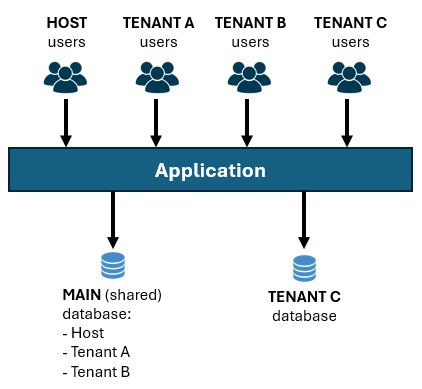 HOST
users
TENANT A
users
TENANT B
users
TENANT C
users
Application
MAIN (shared)
database:
- Host
- Tenant A
- Tenant B
TENANT C
database